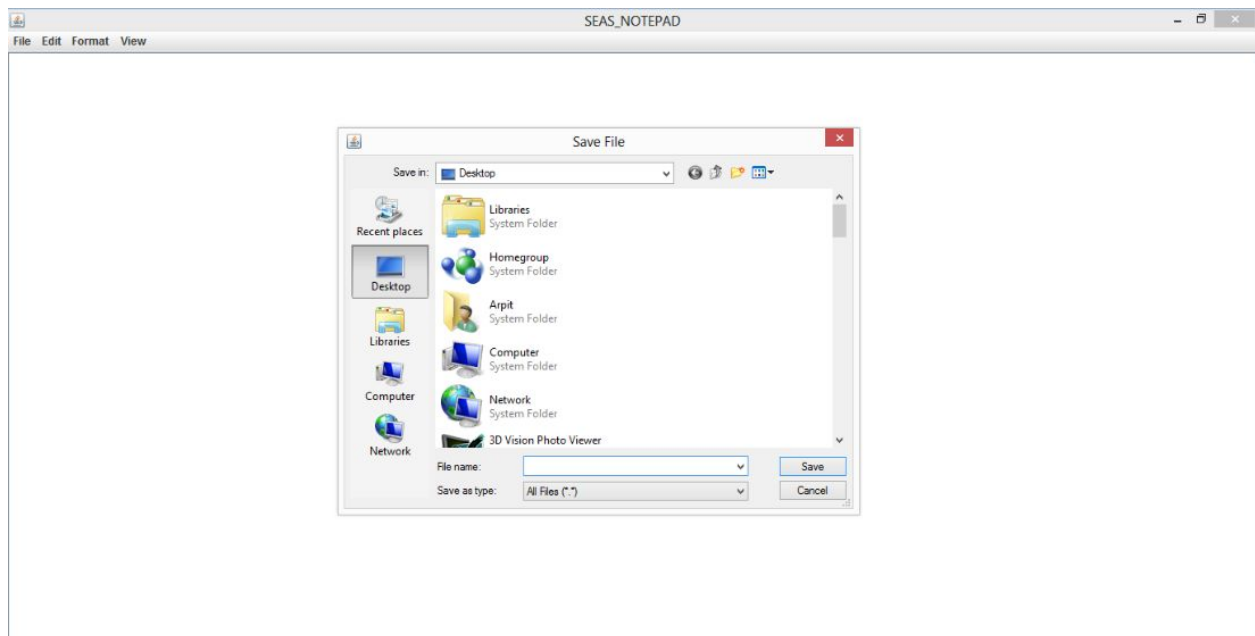 SEAS_NOTEPAD
File Edit Format View
Save File
Save in: Desktop
Recent places
Desktop
Libraries
Computer
Network
Libraries
System Folder
Homegroup
System Folder
Arpit
System Folder
Computer
System Folder
Network
System Folder
3D Vision Photo Viewer
File name:
Save
Save as type: All Files (*.*)
Cancel